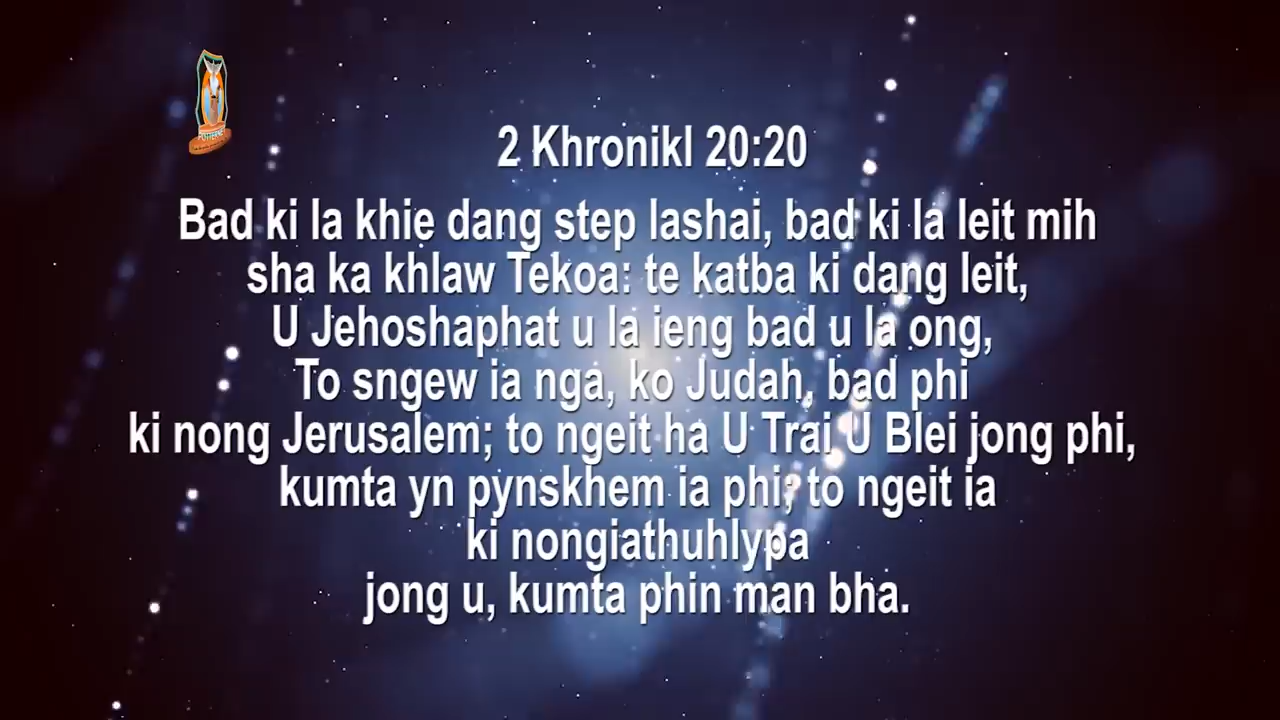 2 Khronikl 20:20
Bad ki la khie dang step lashai, bad ki la leit mih
sha ka khlaw Tekoa: te katba ki dang leit,
U Jehoshaphat u la ieng bad u la ong,
To sngew ia nga, ko Judah, bad phi
ki nong Jerusalem; to ngeit ha U Trai U Blei jong phi,
kumta yn pynskhem ia phi; to ngeit ia
ki nongiathuhlypa
jong u, kumta phin man bha.